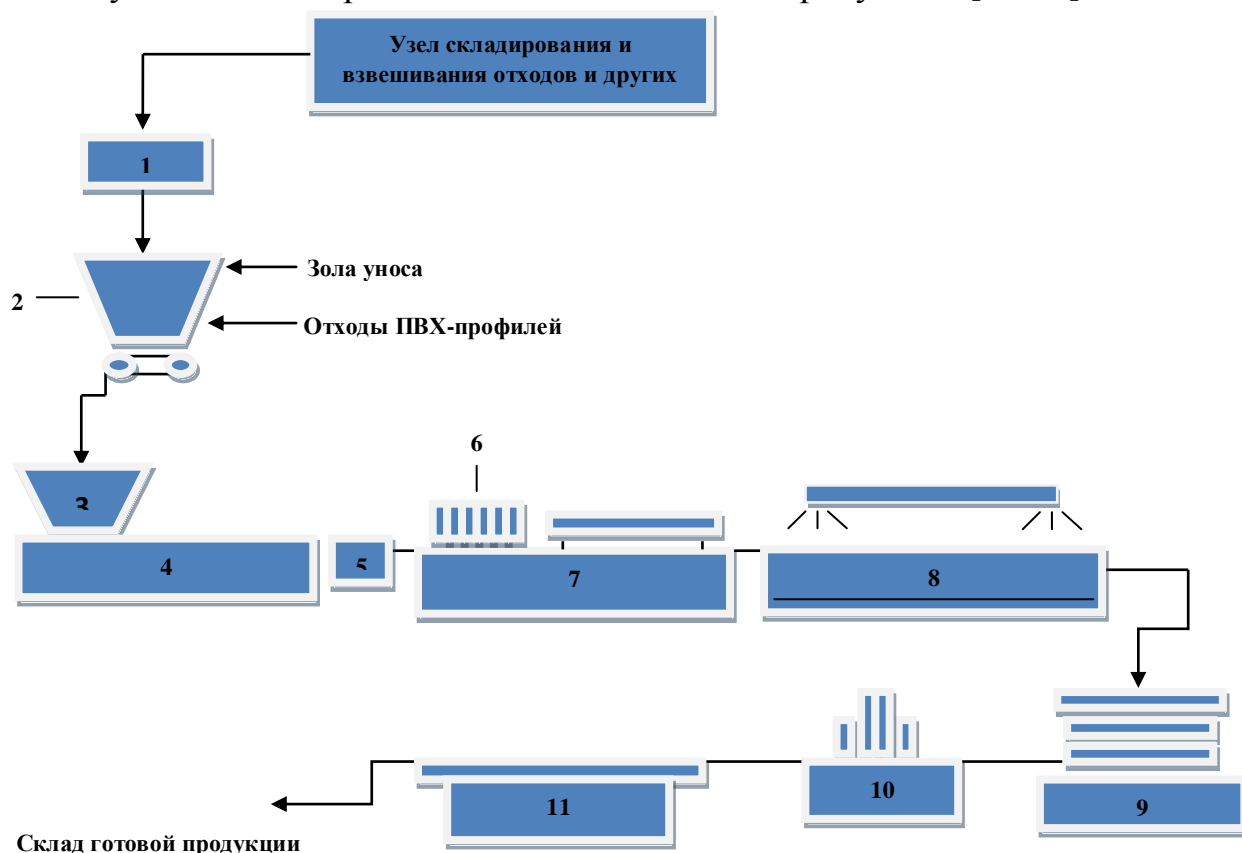 Узел складирования и
взвешивания отходов и других
1
Зола уноса
2
Отходы ПВХ-профилей
6
3
4
5
7
8
10
11
9
Склад готовой продукции